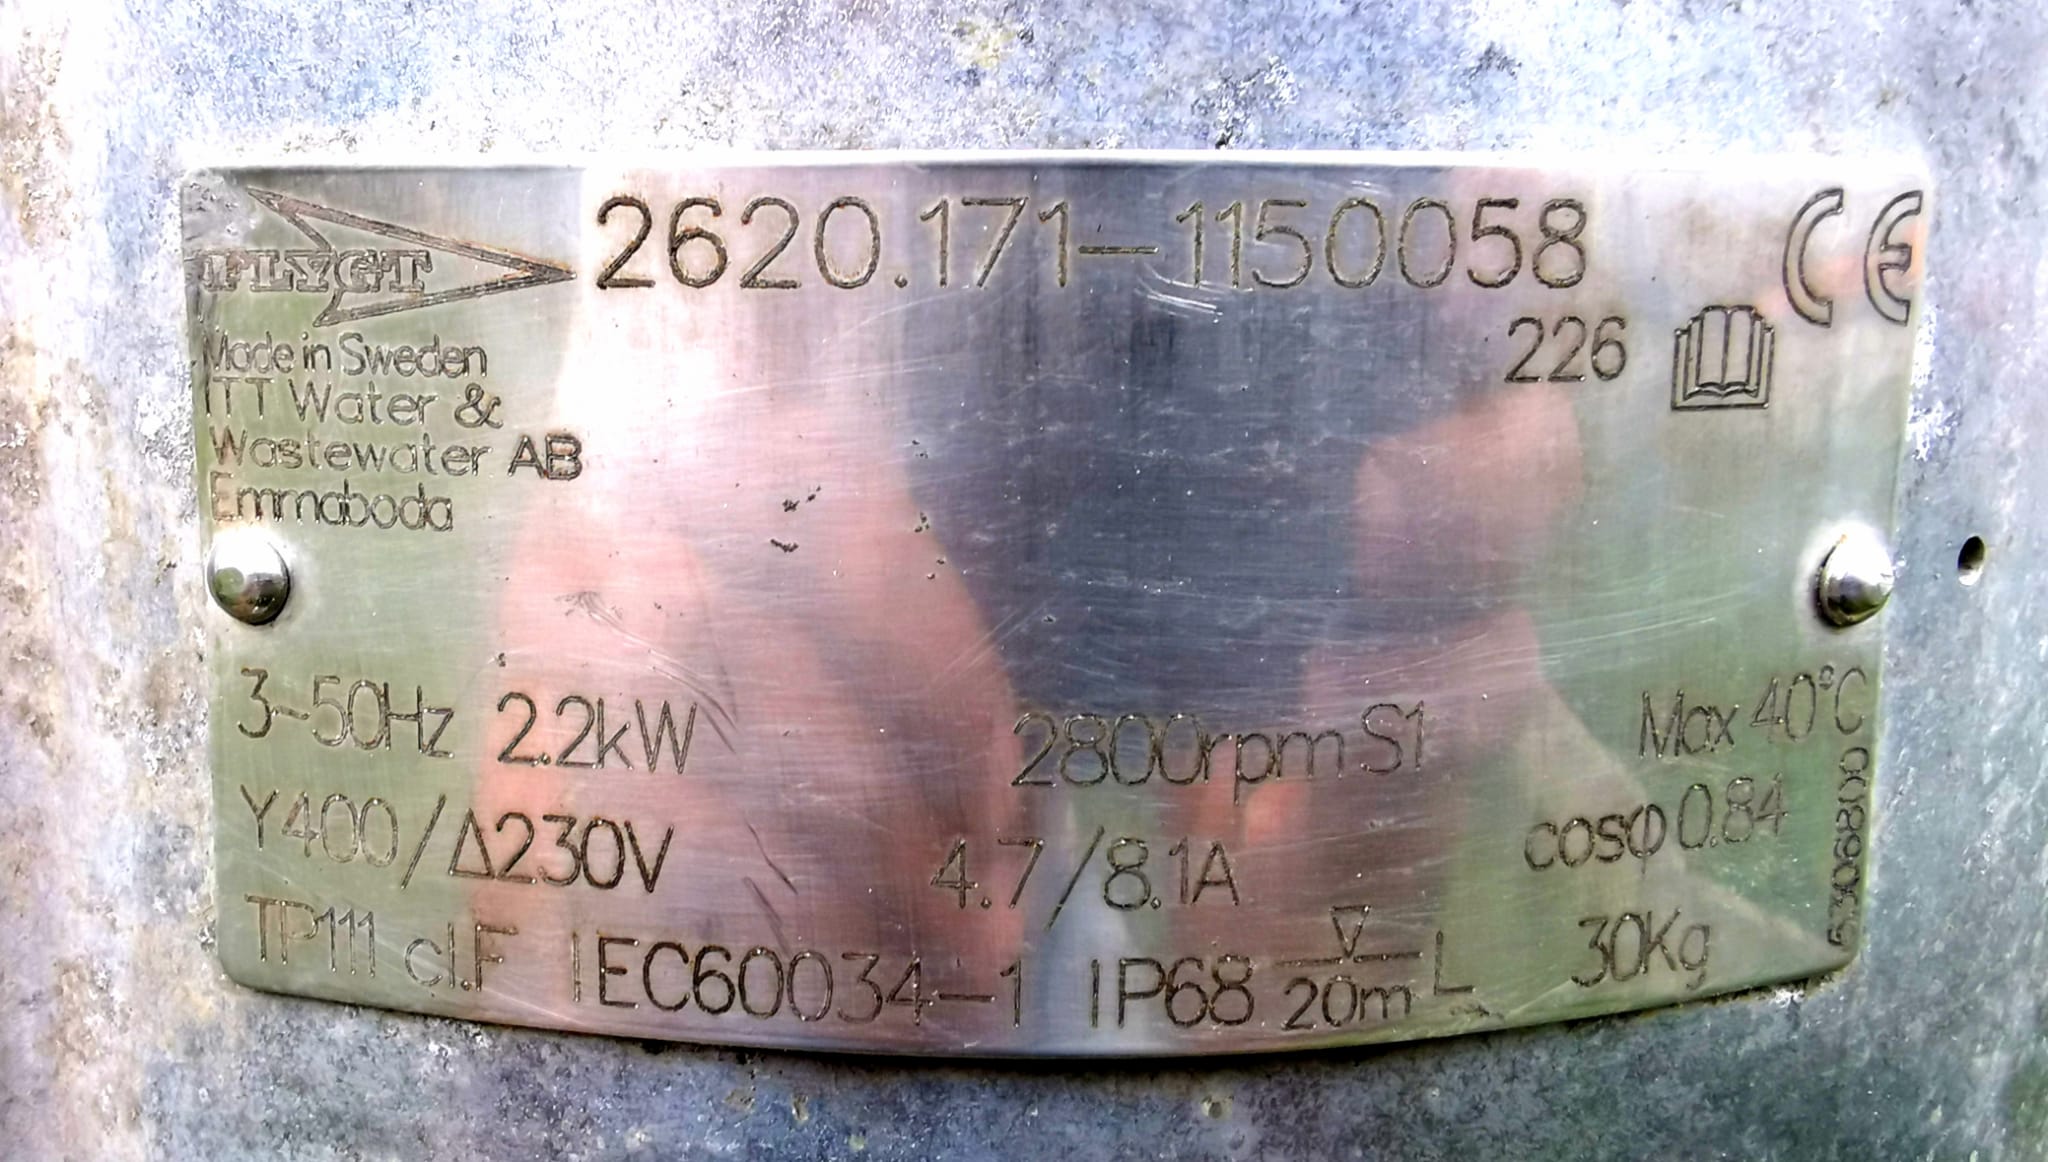 FLYGT
2620.171-1150058
CE
226
Made in Sweden
ITT Water &
Wastewater AB
Emmaboda
3~50Hz 2.2kW 2800rpm S1 Max 40°C
Y400/Δ230V 4.7/8.1A cosφ 0.84
TP111 cl.F IEC60034-1 IP68 20m L 30Kg
5306800